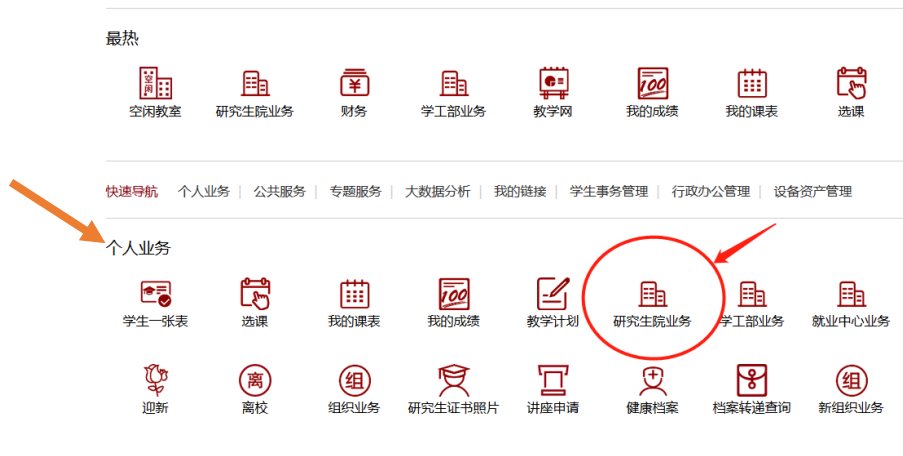 最热
空闲
空闲教室 研究生院业务 财务 学工部业务 教学网 我的成绩 我的课表 选课
快速导航 个人业务 | 公共服务 | 专题服务 | 大数据分析 | 我的链接 | 学生事务管理 | 行政办公管理 | 设备资产管理
个人业务
100
学生一张表 选课 我的课表 我的成绩 教学计划 研究生院业务 学工部业务 就业中心业务
离 组 组
迎新 离校 组织业务 研究生证书照片 讲座申请 健康档案 档案转递查询 新组织业务